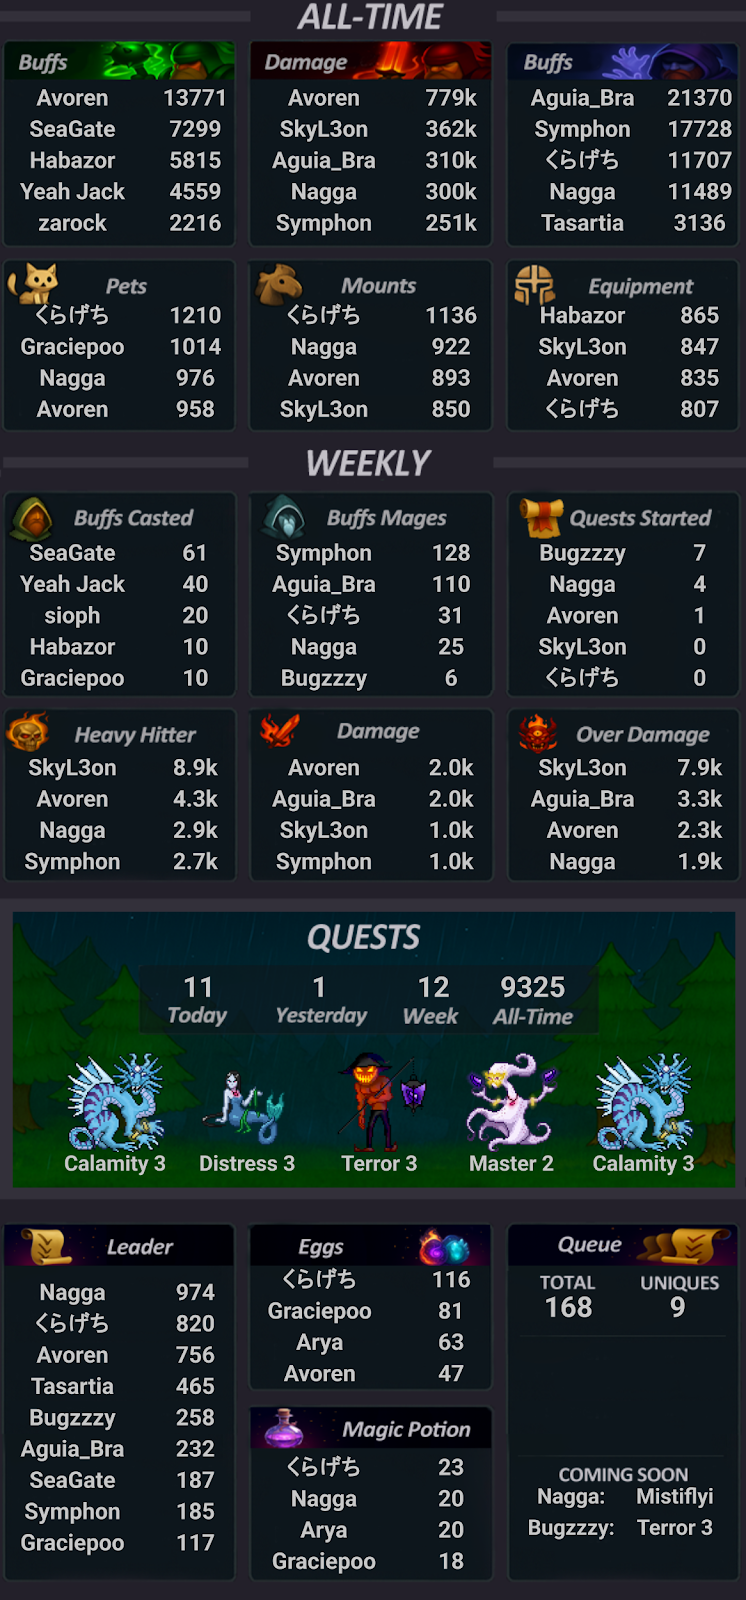 ALL-TIME
Buffs
Avoren 13771
SeaGate 7299
Habazor 5815
Yeah Jack 4559
zarock 2216
Damage
Avoren 779k
SkyL3on 362k
Aguia_Bra 310k
Nagga 300k
Symphon 251k
Buffs
Aguia_Bra 21370
Symphon 17728
くらげち 11707
Nagga 11489
Tasartia 3136
Pets
くらげち 1210
Graciepoo 1014
Nagga 976
Avoren 958
Mounts
くらげち 1136
Nagga 922
Avoren 893
SkyL3on 850
Equipment
Habazor 865
SkyL3on 847
Avoren 835
くらげち 807
WEEKLY
Buffs Casted
SeaGate 61
Yeah Jack 40
sioph 20
Habazor 10
Graciepoo 10
Buffs Mages
Symphon 128
Aguia_Bra 110
くらげち 31
Nagga 25
Bugzzzy 6
Quests Started
Bugzzzy 7
Nagga 4
Avoren 1
SkyL3on 0
くらげち 0
Heavy Hitter
SkyL3on 8.9k
Avoren 4.3k
Nagga 2.9k
Symphon 2.7k
Damage
Avoren 2.0k
Aguia_Bra 2.0k
SkyL3on 1.0k
Symphon 1.0k
Over Damage
SkyL3on 7.9k
Aguia_Bra 3.3k
Avoren 2.3k
Nagga 1.9k
QUESTS
11 1 12 9325
Today Yesterday Week All-Time
Calamity 3 Distress 3 Terror 3 Master 2 Calamity 3
Leader
Nagga 974
くらげち 820
Avoren 756
Tasartia 465
Bugzzzy 258
Aguia_Bra 232
SeaGate 187
Symphon 185
Graciepoo 117
Eggs
くらげち 116
Graciepoo 81
Arya 63
Avoren 47
Magic Potion
くらげち 23
Nagga 20
Arya 20
Graciepoo 18
Queue
TOTAL UNIQUES
168 9
COMING SOON
Nagga: Mistiflyi
Bugzzzy: Terror 3